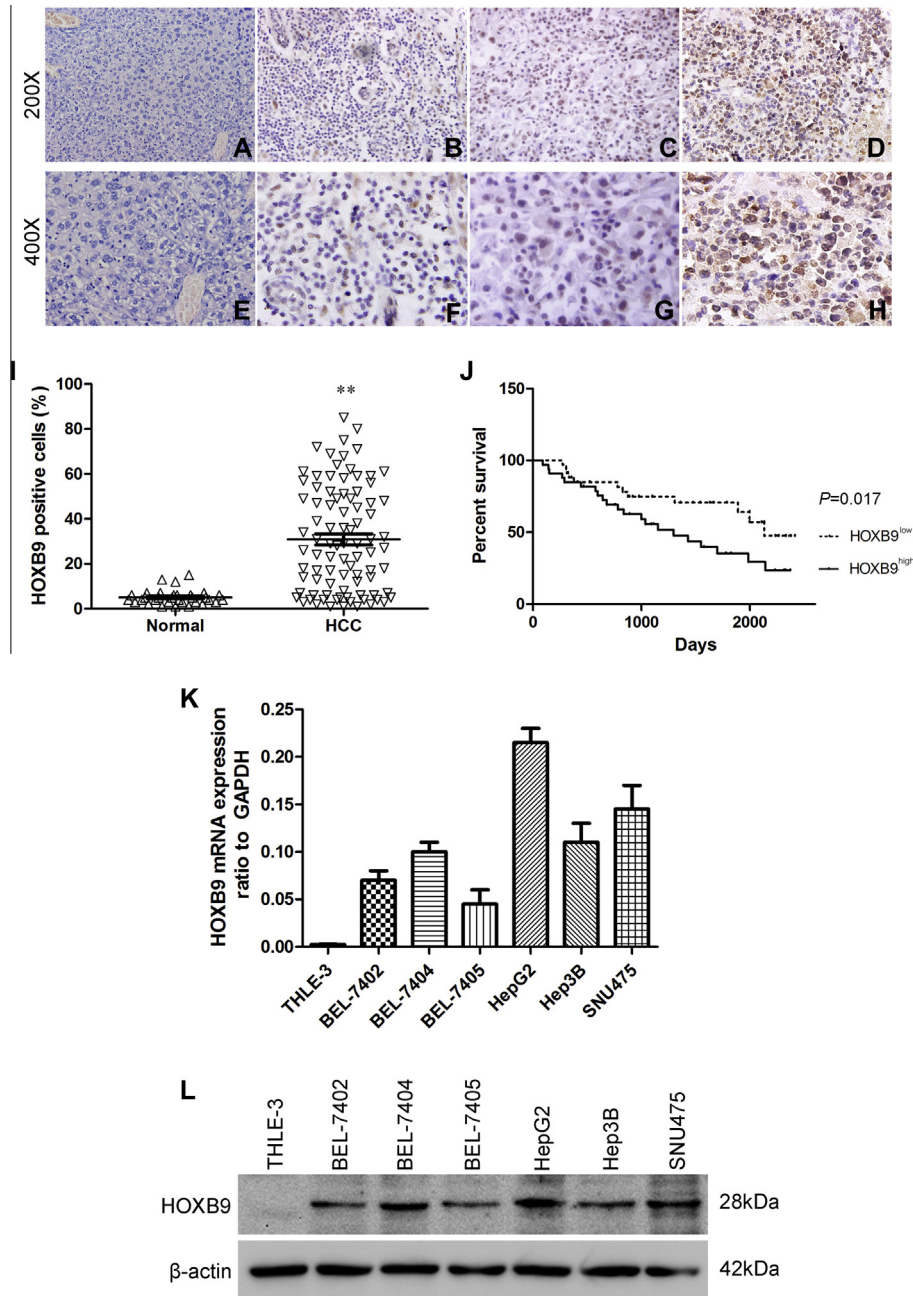 200X
A
B
C
D
400X
E
F
G
H
I
HOXB9 positive cells (%)
100
80
60
40
20
0
**
Normal
HCC
J
Percent survival
150
100
50
0
0
1000
2000
Days
P=0.017
HOXB9low
HOXB9high
K
HOXB9 mRNA expression
ratio to GAPDH
0.25
0.20
0.15
0.10
0.05
0.00
THLE-3
BEL-7402
BEL-7404
BEL-7405
HepG2
Hep3B
SNU475
L
THLE-3
BEL-7402
BEL-7404
BEL-7405
HepG2
Hep3B
SNU475
HOXB9
28kDa
β-actin
42kDa